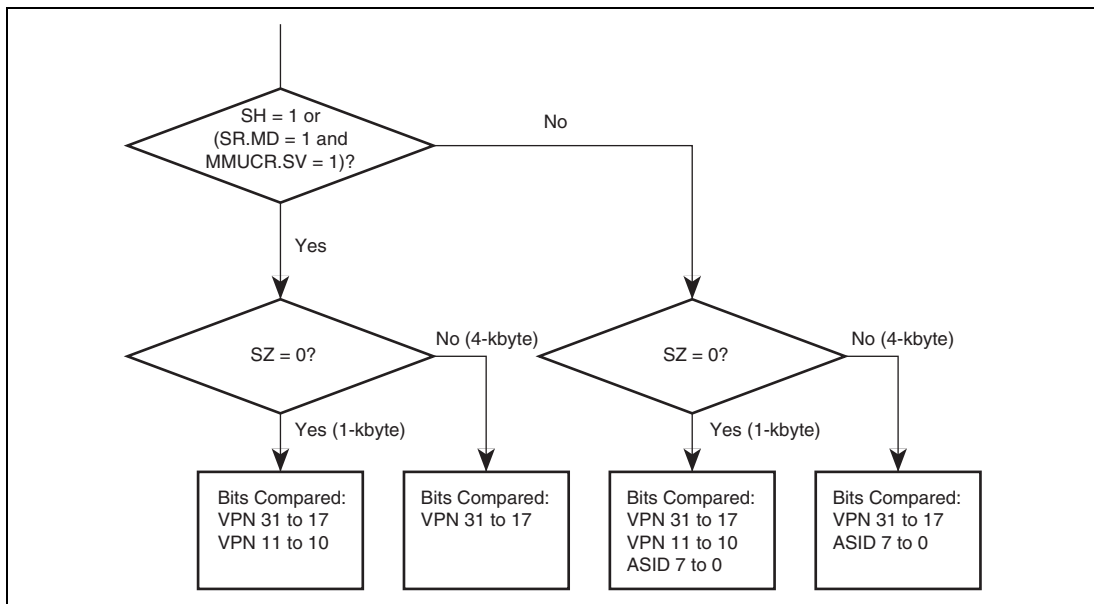 SH = 1 or
(SR.MD = 1 and
MMUCR.SV = 1)?
No
Yes
SZ = 0?
No (4-kbyte)
SZ = 0?
No (4-kbyte)
Yes (1-kbyte)
Yes (1-kbyte)
Bits Compared:
VPN 31 to 17
VPN 11 to 10
Bits Compared:
VPN 31 to 17
Bits Compared:
VPN 31 to 17
VPN 11 to 10
ASID 7 to 0
Bits Compared:
VPN 31 to 17
ASID 7 to 0